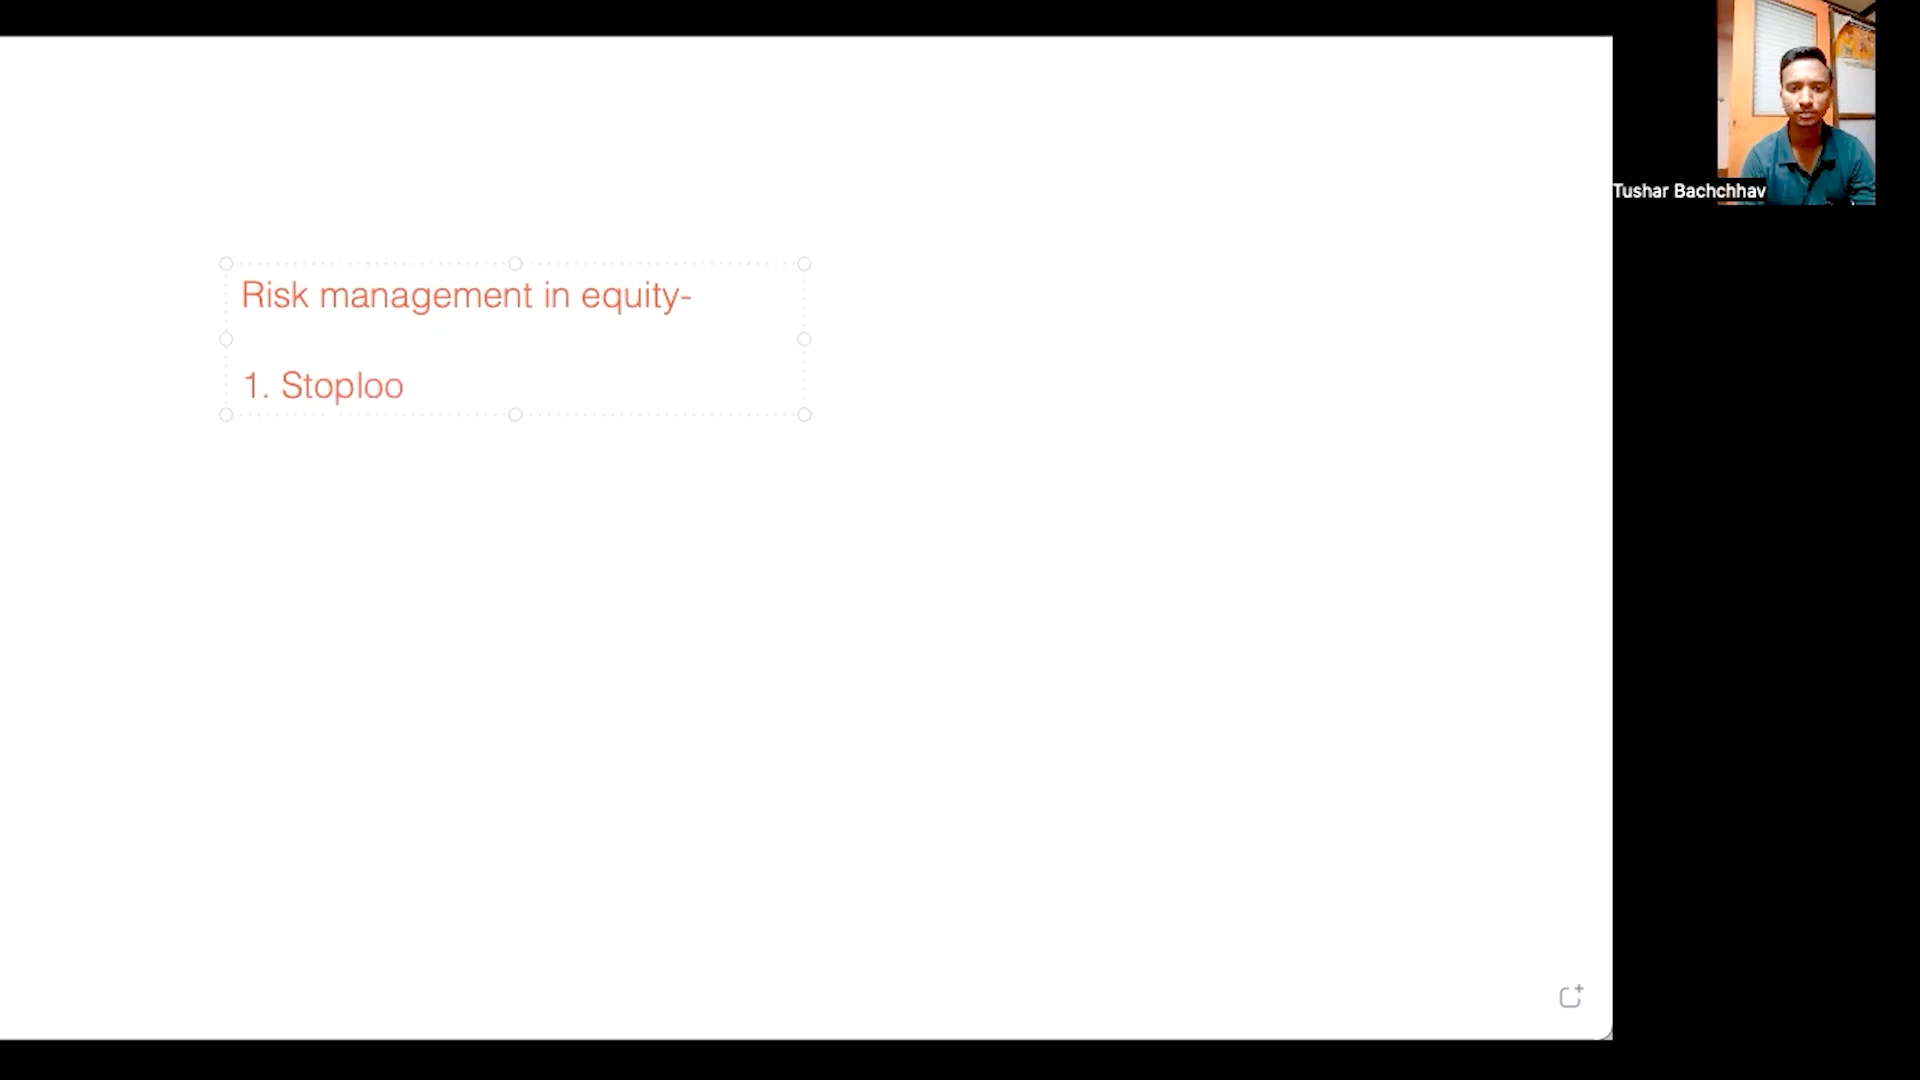 Risk management in equity-
1. Stoploo
Tushar Bachchhav